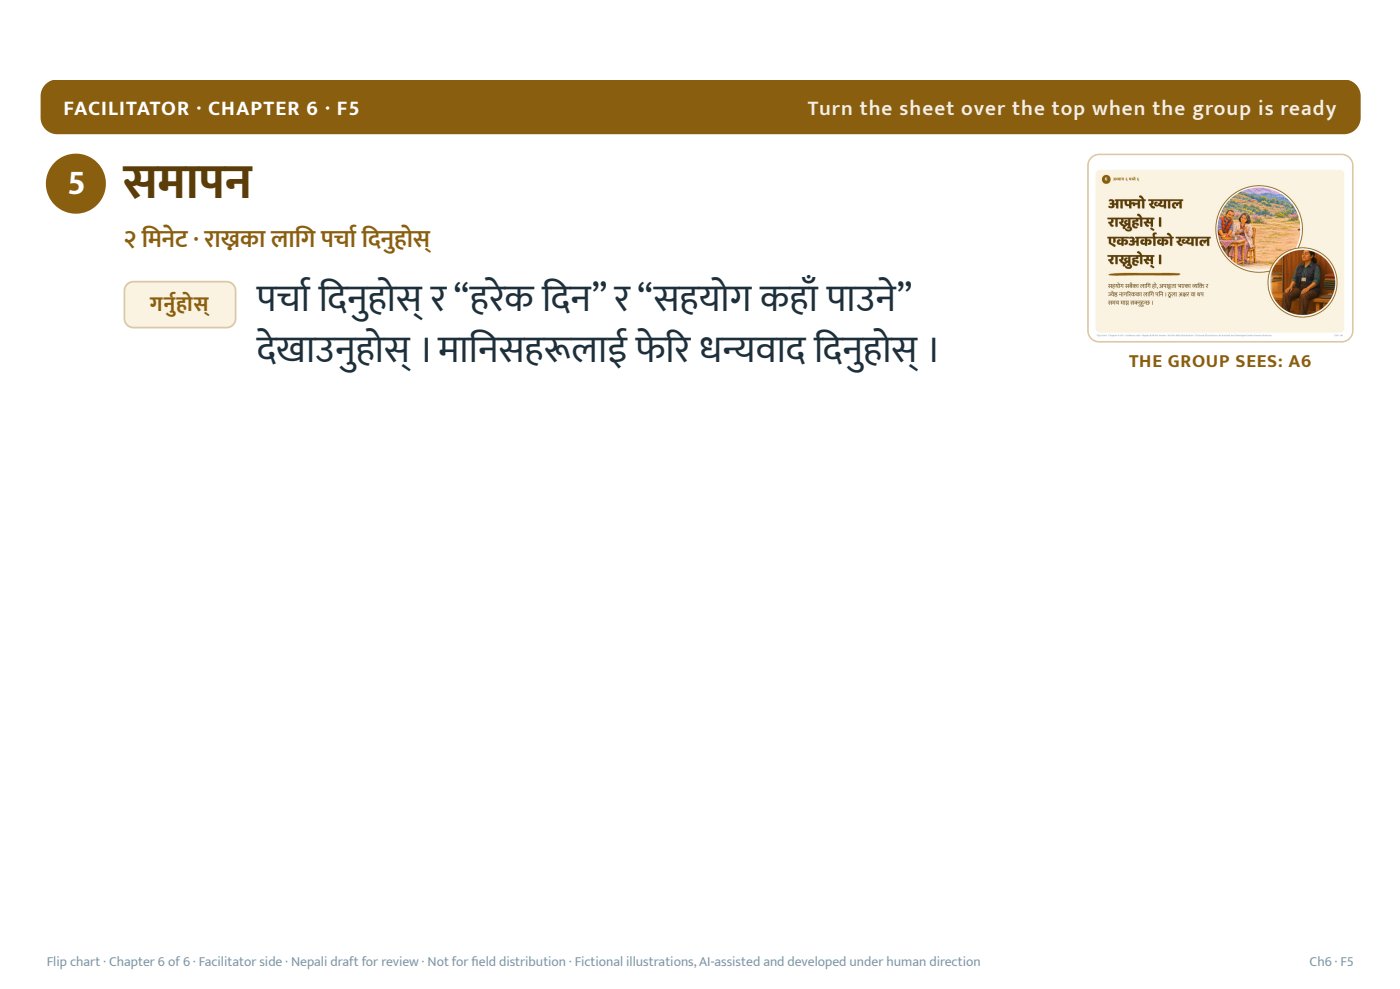 FACILITATOR · CHAPTER 6 · F5
Turn the sheet over the top when the group is ready
5
समापन
२ मिनेट · राख्नका लागि पर्चा दिनुहोस्
गर्नुहोस्
पर्चा दिनुहोस् र “हरेक दिन” र “सहयोग कहाँ पाउने”
देखाउनुहोस् । मानिसहरूलाई फेरि धन्यवाद दिनुहोस् ।
आफ्नो ख्याल
राख्नुहोस् ।
एकअर्काको ख्याल
राख्नुहोस् ।
THE GROUP SEES: A6
Flip chart · Chapter 6 of 6 · Facilitator side · Nepali draft for review · Not for field distribution · Fictional illustrations, AI-assisted and developed under human direction
Ch6 · F5